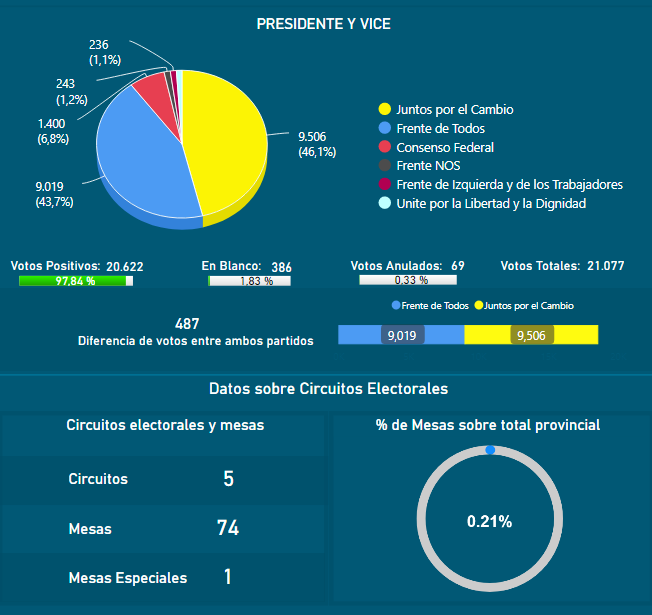 PRESIDENTE Y VICE
236
(1,1%)
243
(1,2%)
1.400
(6,8%)
9.019
(43,7%)
9.506
(46,1%)
Juntos por el Cambio
Frente de Todos
Consenso Federal
Frente NOS
Frente de Izquierda y de los Trabajadores
Unite por la Libertad y la Dignidad
Votos Positivos: 20.622
97,84 %
En Blanco: 386
1,83 %
Votos Anulados: 69
0.33 %
Votos Totales: 21.077
487
Diferencia de votos entre ambos partidos
Frente de Todos Juntos por el Cambio
9,019 9,506
Datos sobre Circuitos Electorales
Circuitos electorales y mesas
Circuitos 5
Mesas 74
Mesas Especiales 1
% de Mesas sobre total provincial
0.21%